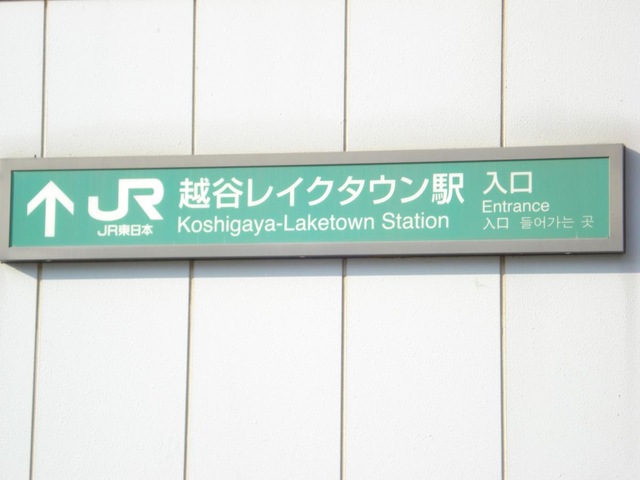 JR
JR東日本
越谷レイクタウン駅
Koshigaya-Laketown Station
入口
Entrance
入口 들어가는 곳